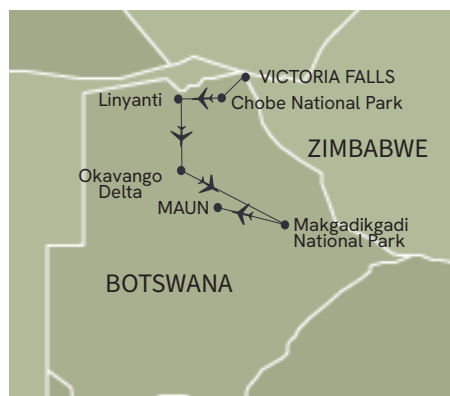 VICTORIA FALLS
Linyanti
Chobe National Park
ZIMBABWE
Okavango
Delta
MAUN
Makgadikgadi
National Park
BOTSWANA